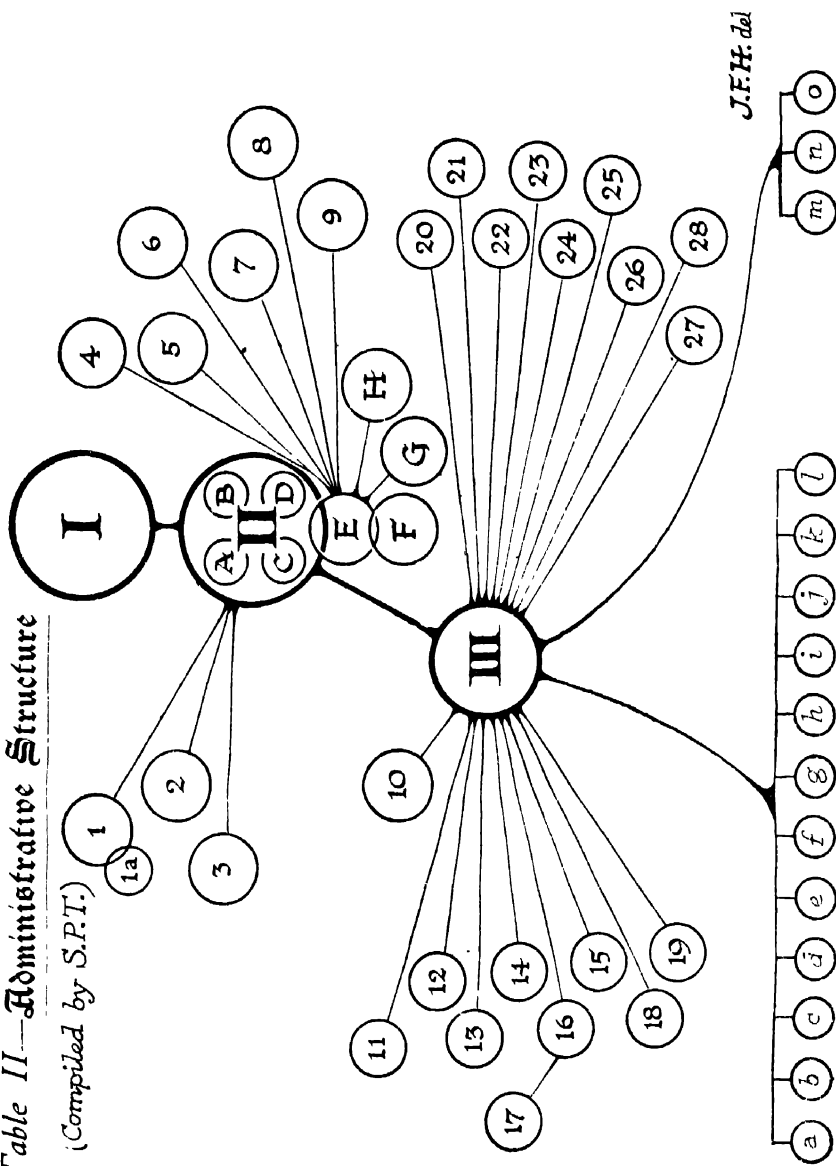 Table II—Administrative Structure
(Compiled by S.P.T.)
I
II
A
B
C
D
E
F
G
H
III
1
1a
2
3
4
5
6
7
8
9
10
11
12
13
14
15
16
17
18
19
20
21
22
23
24
25
26
27
28
a
b
c
d
e
f
g
h
i
j
k
l
m
n
o
J.F.H. del